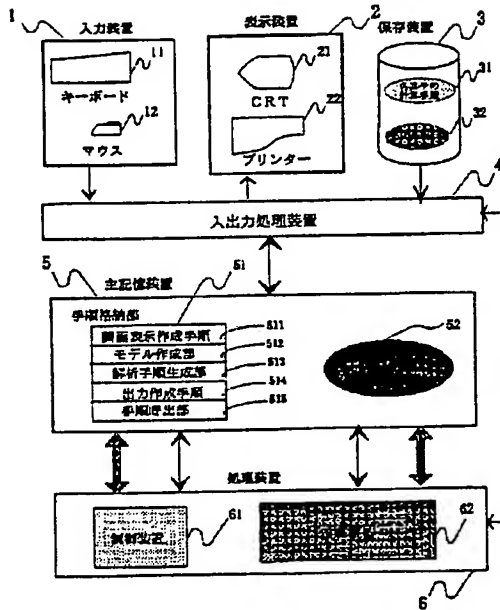 1
入力装置
11
キーボード
12
マウス
表示装置
2
21
CRT
22
プリンター
保存装置
3
31
32
4
入出力処理装置
5
主記憶装置
51
手順格納部
画面表示作成手順
511
モデル作成部
512
解析手順生成部
513
出力作成手順
514
手順呼出部
515
52
処理装置
制御装置
61
62
6